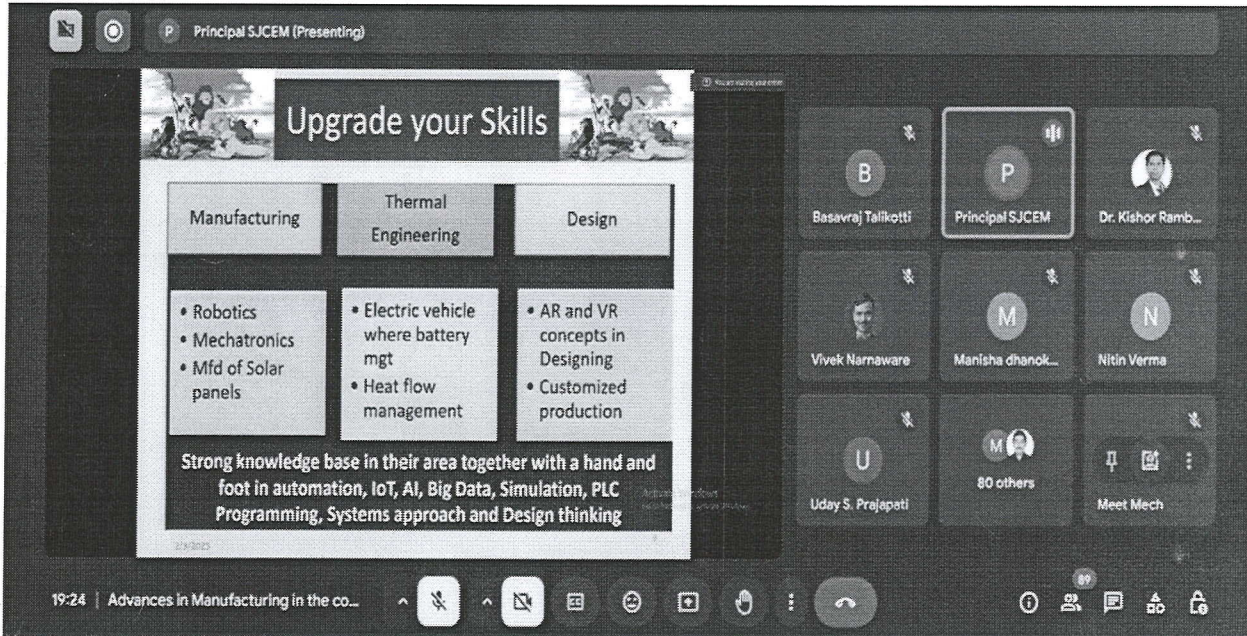 P Principal SJCEM (Presenting)
Upgrade your Skills
Manufacturing
Thermal
Engineering
Design
• Robotics
• Mechatronics
• Mfd of Solar
panels
• Electric vehicle
where battery
mgt
• Heat flow
management
• AR and VR
concepts in
Designing
• Customized
production
Strong knowledge base in their area together with a hand and
foot in automation, IoT, AI, Big Data, Simulation, PLC
Programming, Systems approach and Design thinking
B
Basavraj Talikotti
P
Principal SJCEM
Dr. Kishor Ramb...
Vivek Narnaware
M
Manisha dhanok...
N
Nitin Verma
U
Uday S. Prajapati
M
80 others
Meet Mech
19:24 | Advances in Manufacturing in the co...
89